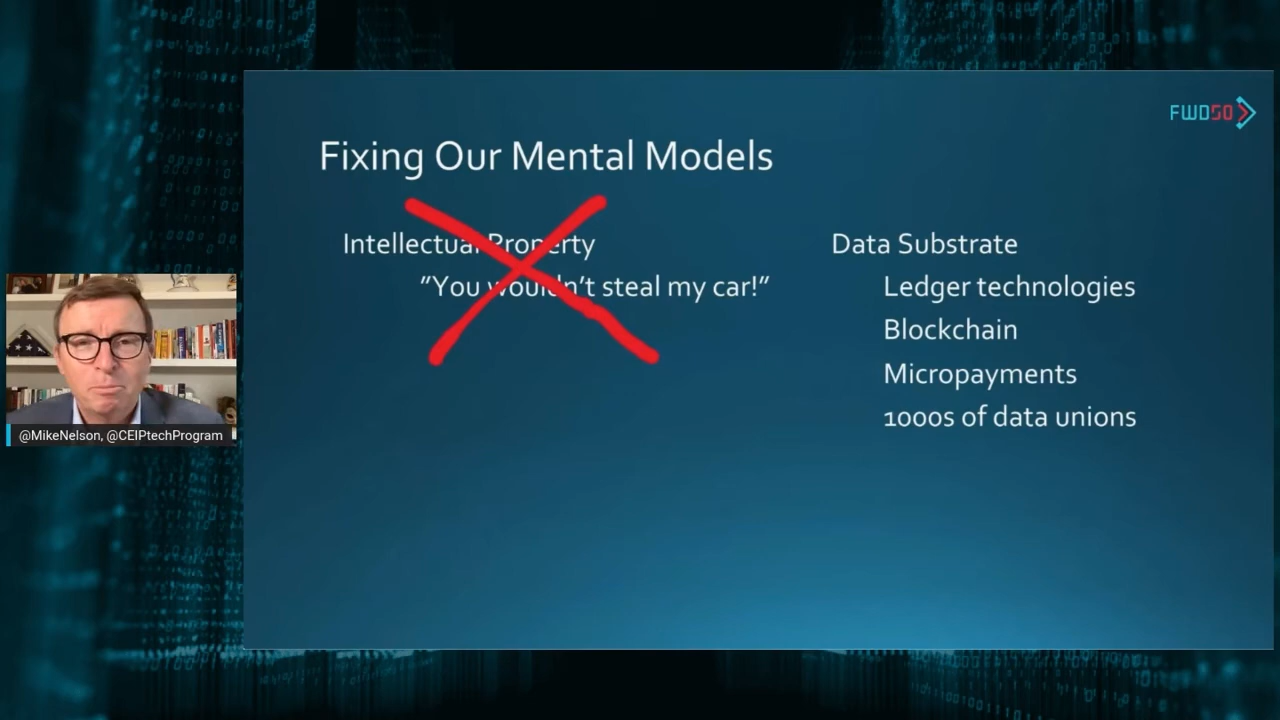 FWD50
Fixing Our Mental Models
Intellectual Property
“You wouldn’t steal my car!”
Data Substrate
Ledger technologies
Blockchain
Micropayments
1000s of data unions
@MikeNelson, @CEIPtechProgram